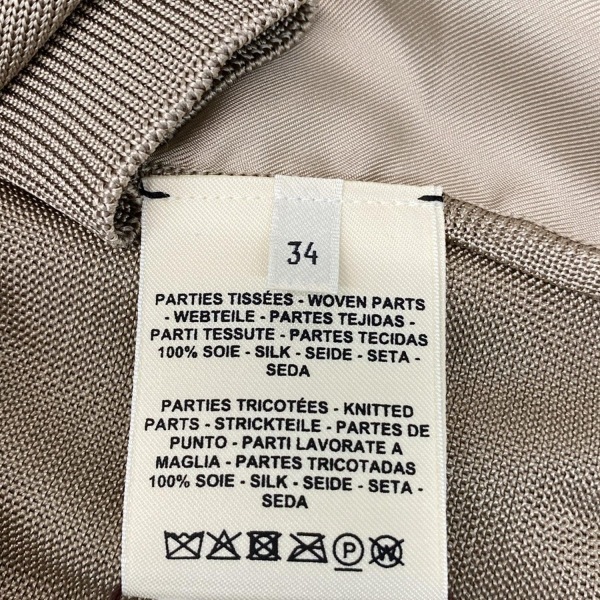 34
PARTIES TISSÉES - WOVEN PARTS
- WEBTEILE - PARTES TEJIDAS -
PARTI TESSUTE - PARTES TECIDAS
100% SOIE - SILK - SEIDE - SETA -
SEDA
PARTIES TRICOTÉES - KNITTED
PARTS - STRICKTEILE - PARTES DE
PUNTO - PARTI LAVORATE A
MAGLIA - PARTES TRICOTADAS
100% SOIE - SILK - SEIDE - SETA -
SEDA
P W